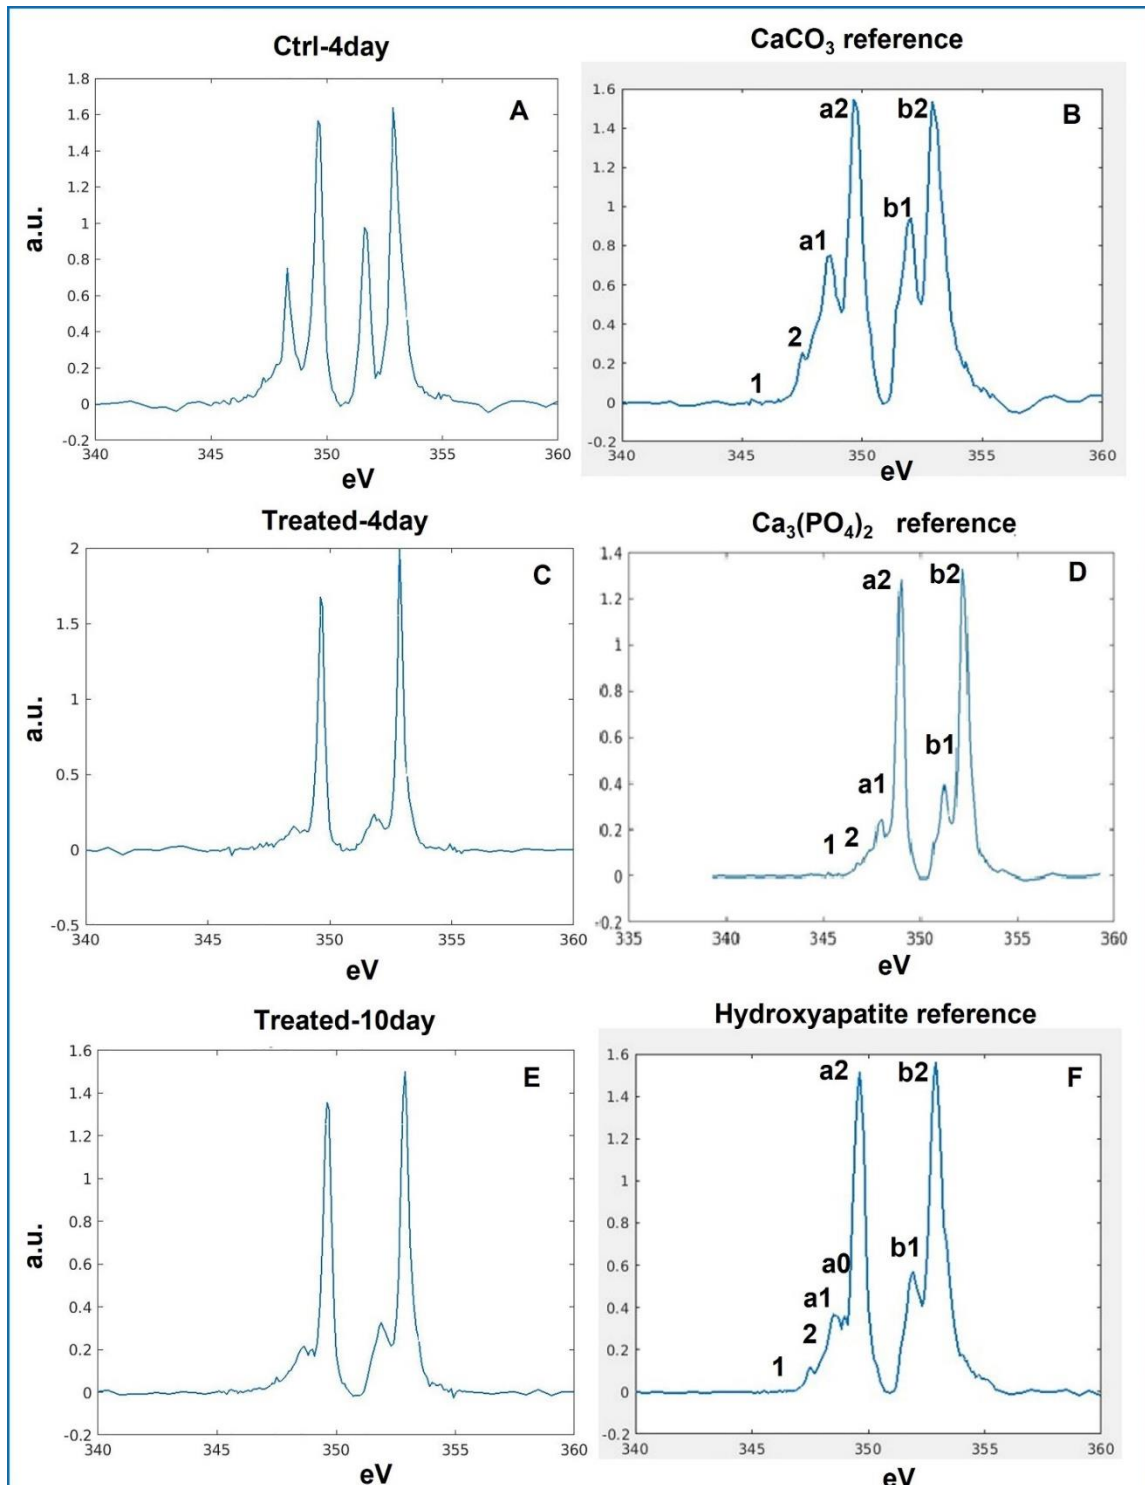 Ctrl-4day
A
a.u.
1.8
1.6
1.4
1.2
1
0.8
0.6
0.4
0.2
0
-0.2
340 345 350 355 360
eV
CaCO₃ reference
B
a2 b2
b1
a1
2
1
1.6
1.4
1.2
1
0.8
0.6
0.4
0.2
0
-0.2
340 345 350 355 360
eV
Treated-4day
C
a.u.
2
1.5
1
0.5
0
-0.5
340 345 350 355 360
eV
Ca₃(PO₄)₂ reference
D
a2 b2
b1
a1
1 2
1.4
1.2
1
0.8
0.6
0.4
0.2
0
-0.2
335 340 345 350 355 360
eV
Treated-10day
E
a.u.
1.6
1.4
1.2
1
0.8
0.6
0.4
0.2
0
-0.2
340 345 350 355 360
eV
Hydroxyapatite reference
F
a2 b2
a0 b1
a1
2
1
1.6
1.4
1.2
1
0.8
0.6
0.4
0.2
0
-0.2
340 345 350 355 360
eV